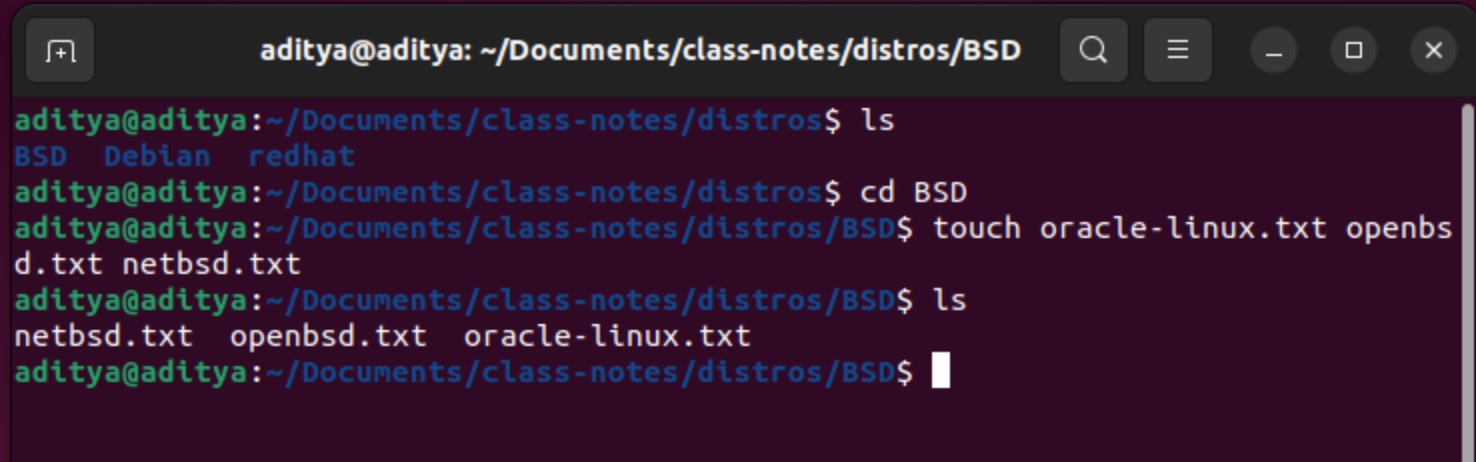 aditya@aditya: ~/Documents/class-notes/distros/BSD
aditya@aditya:~/Documents/class-notes/distros$ ls
BSD  Debian  redhat
aditya@aditya:~/Documents/class-notes/distros$ cd BSD
aditya@aditya:~/Documents/class-notes/distros/BSD$ touch oracle-linux.txt openbs
d.txt netbsd.txt
aditya@aditya:~/Documents/class-notes/distros/BSD$ ls
netbsd.txt  openbsd.txt  oracle-linux.txt
aditya@aditya:~/Documents/class-notes/distros/BSD$